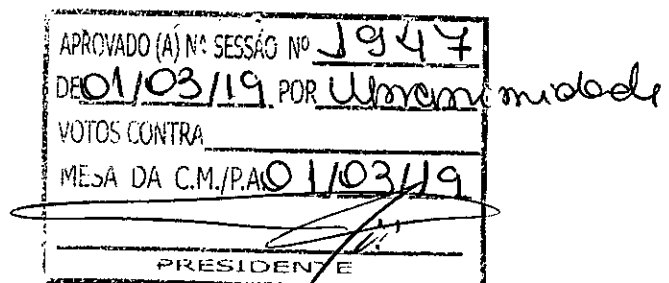 APROVADO (A) Nª SESSÃO Nº 1947
DE 01/03/19 POR Unanimidade
VOTOS CONTRA
MESA DA C.M./P.A 01/03/19
PRESIDENTE